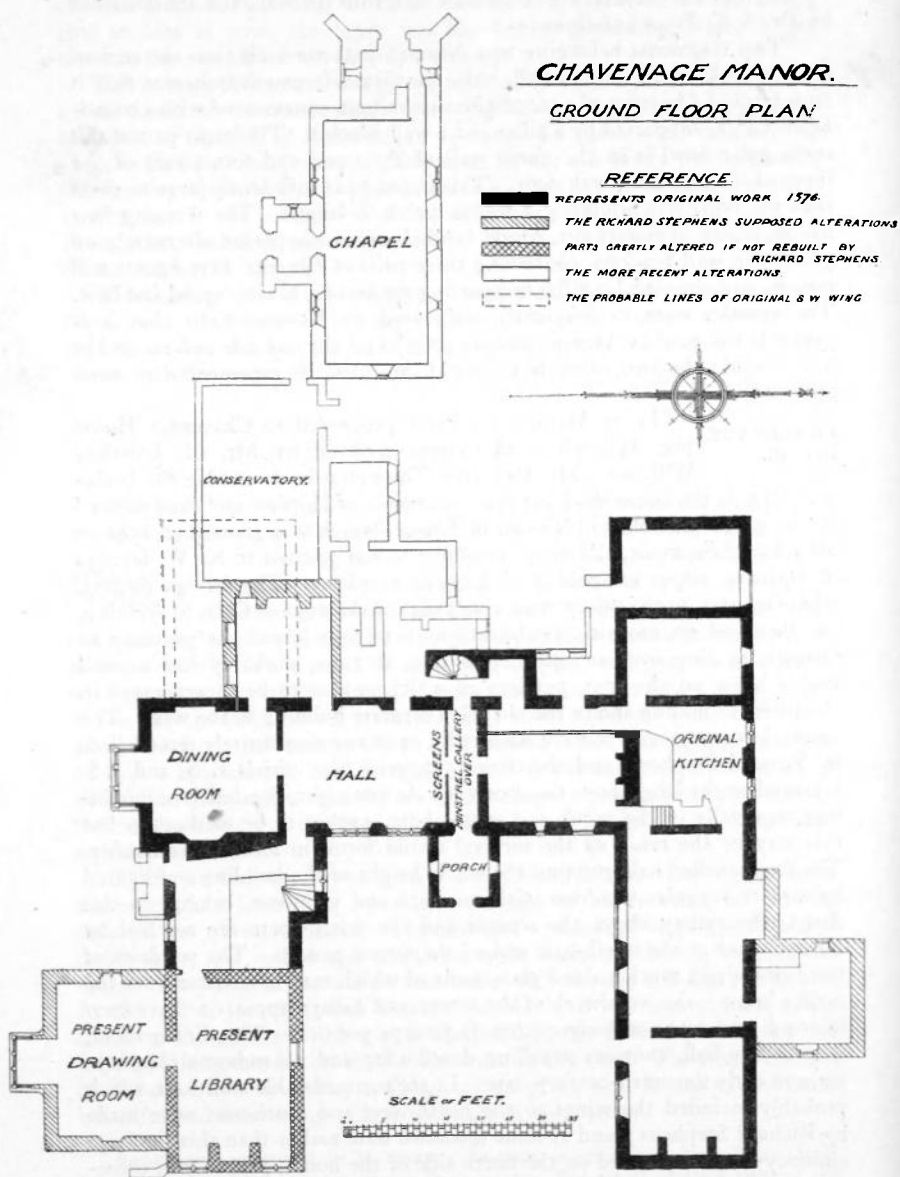 CHAVENAGE MANOR.
GROUND FLOOR PLAN
REFERENCE
REPRESENTS ORIGINAL WORK 1576.
THE RICHARD STEPHENS SUPPOSED ALTERATIONS
PARTS GREATLY ALTERED IF NOT REBUILT BY
RICHARD STEPHENS
THE MORE RECENT ALTERATIONS
THE PROBABLE LINES OF ORIGINAL S W WING
CHAPEL
CONSERVATORY.
DINING
ROOM
HALL
SCREENS
MINSTREL GALLERY
OVER
ORIGINAL
KITCHEN
PORCH
PRESENT
DRAWING
ROOM
PRESENT
LIBRARY
SCALE OF FEET.